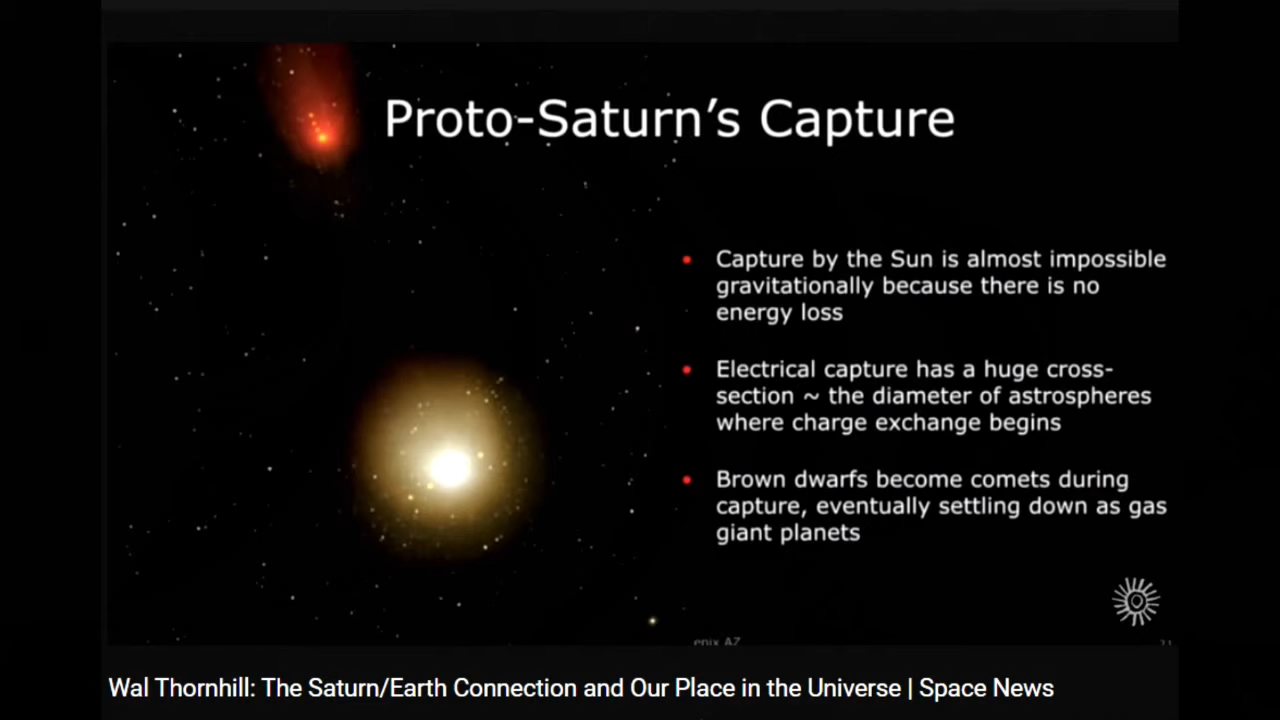 Proto-Saturn's Capture
• Capture by the Sun is almost impossible
gravitationally because there is no
energy loss
• Electrical capture has a huge cross-
section ~ the diameter of astrospheres
where charge exchange begins
• Brown dwarfs become comets during
capture, eventually settling down as gas
giant planets
enix AZ
Wal Thornhill: The Saturn/Earth Connection and Our Place in the Universe | Space News